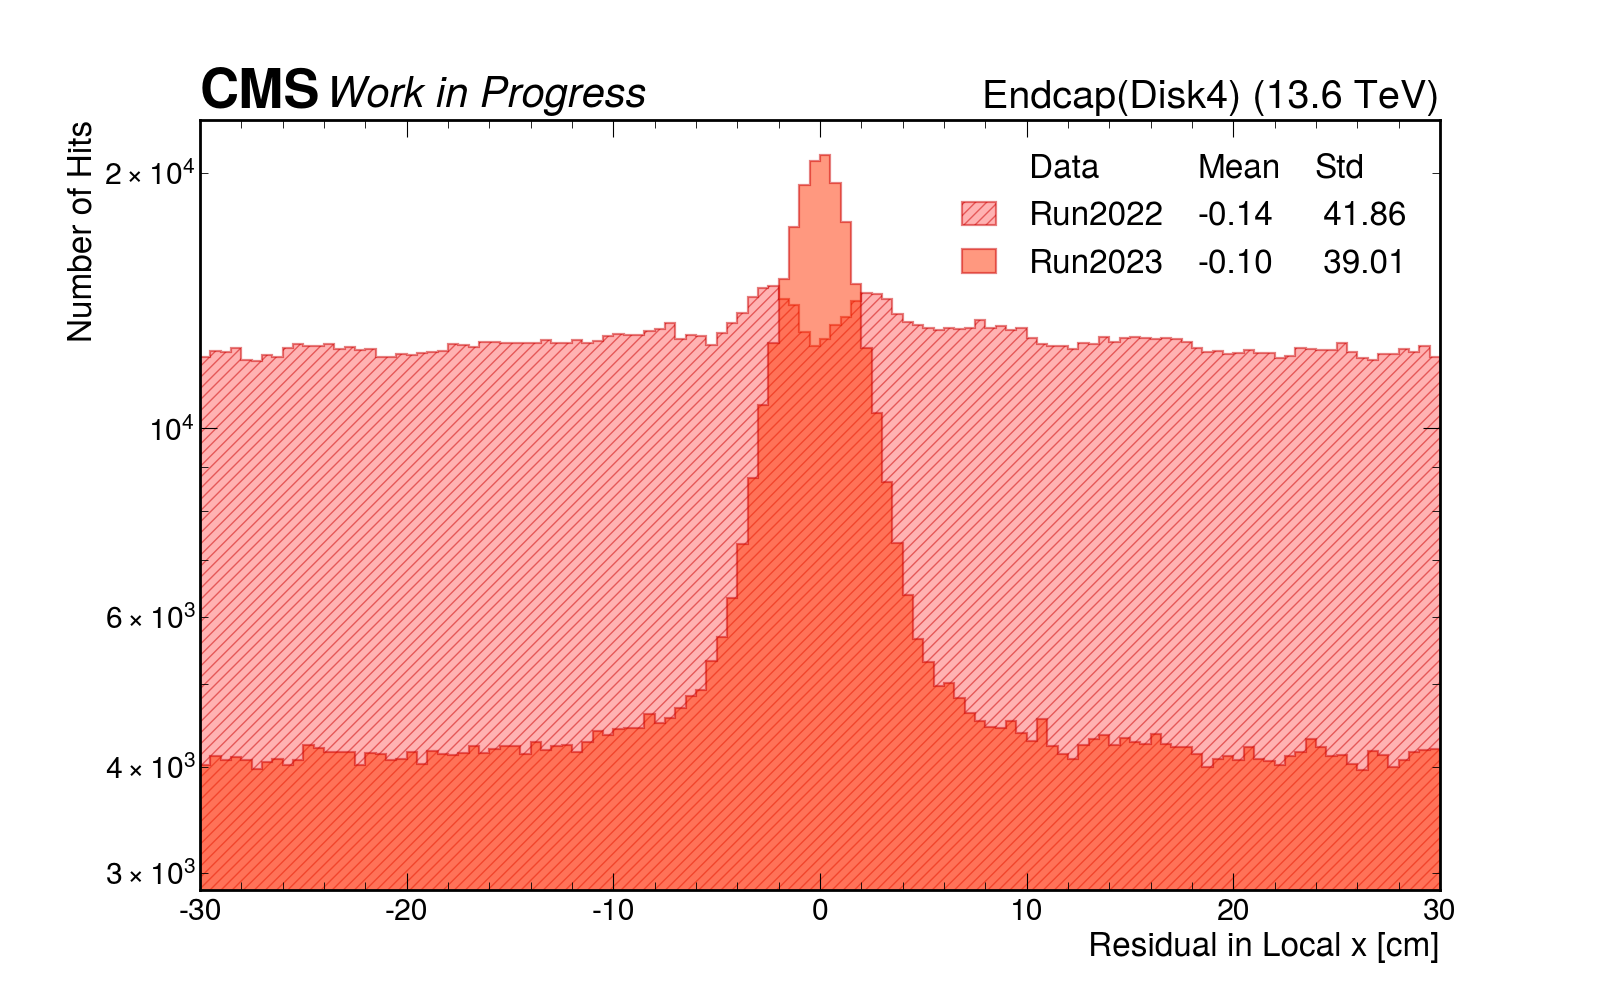 CMS Work in Progress
Endcap(Disk4) (13.6 TeV)
Number of Hits
Data Mean Std
Run2022 -0.14 41.86
Run2023 -0.10 39.01
2 × 10⁴
10⁴
6 × 10³
4 × 10³
3 × 10³
-30 -20 -10 0 10 20 30
Residual in Local x [cm]